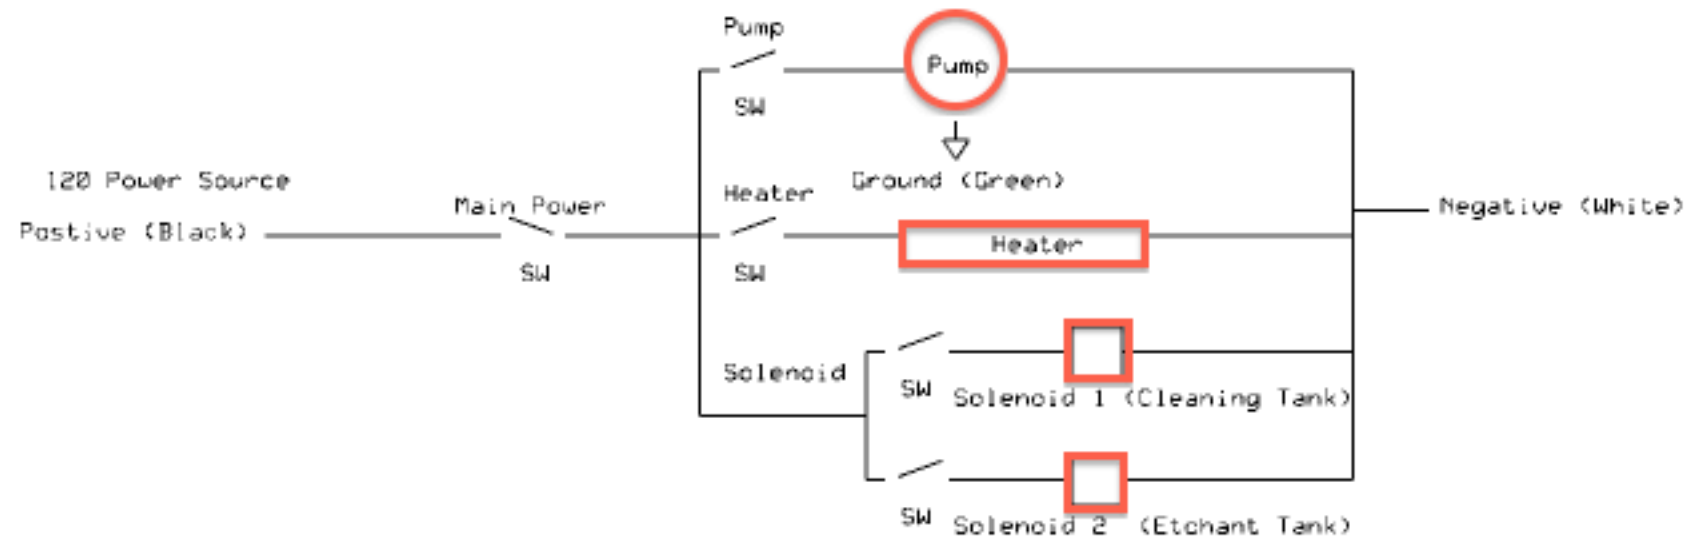 Pump
Pump
SW
120 Power Source
Ground (Green)
Heater
Main Power
Negative (White)
Postive (Black)
Heater
SW
SW
Solenoid
SW
Solenoid 1 (Cleaning Tank)
SW
Solenoid 2 (Etchant Tank)